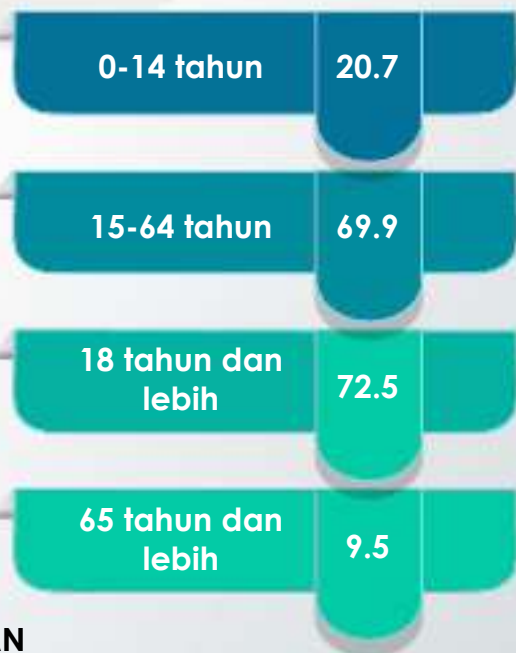 0-14 tahun 20.7
15-64 tahun 69.9
18 tahun dan
lebih 72.5
65 tahun dan
lebih 9.5